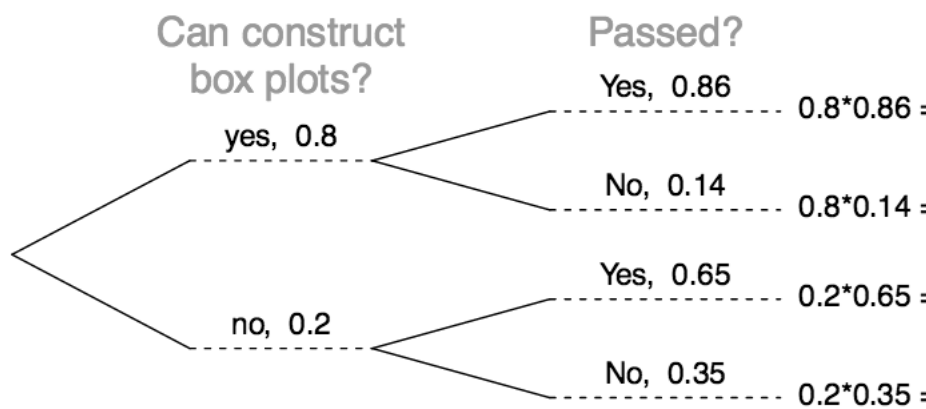 Can construct
box plots?
Passed?
yes, 0.8
Yes, 0.86
0.8*0.86 =
No, 0.14
0.8*0.14 =
no, 0.2
Yes, 0.65
0.2*0.65 =
No, 0.35
0.2*0.35 =